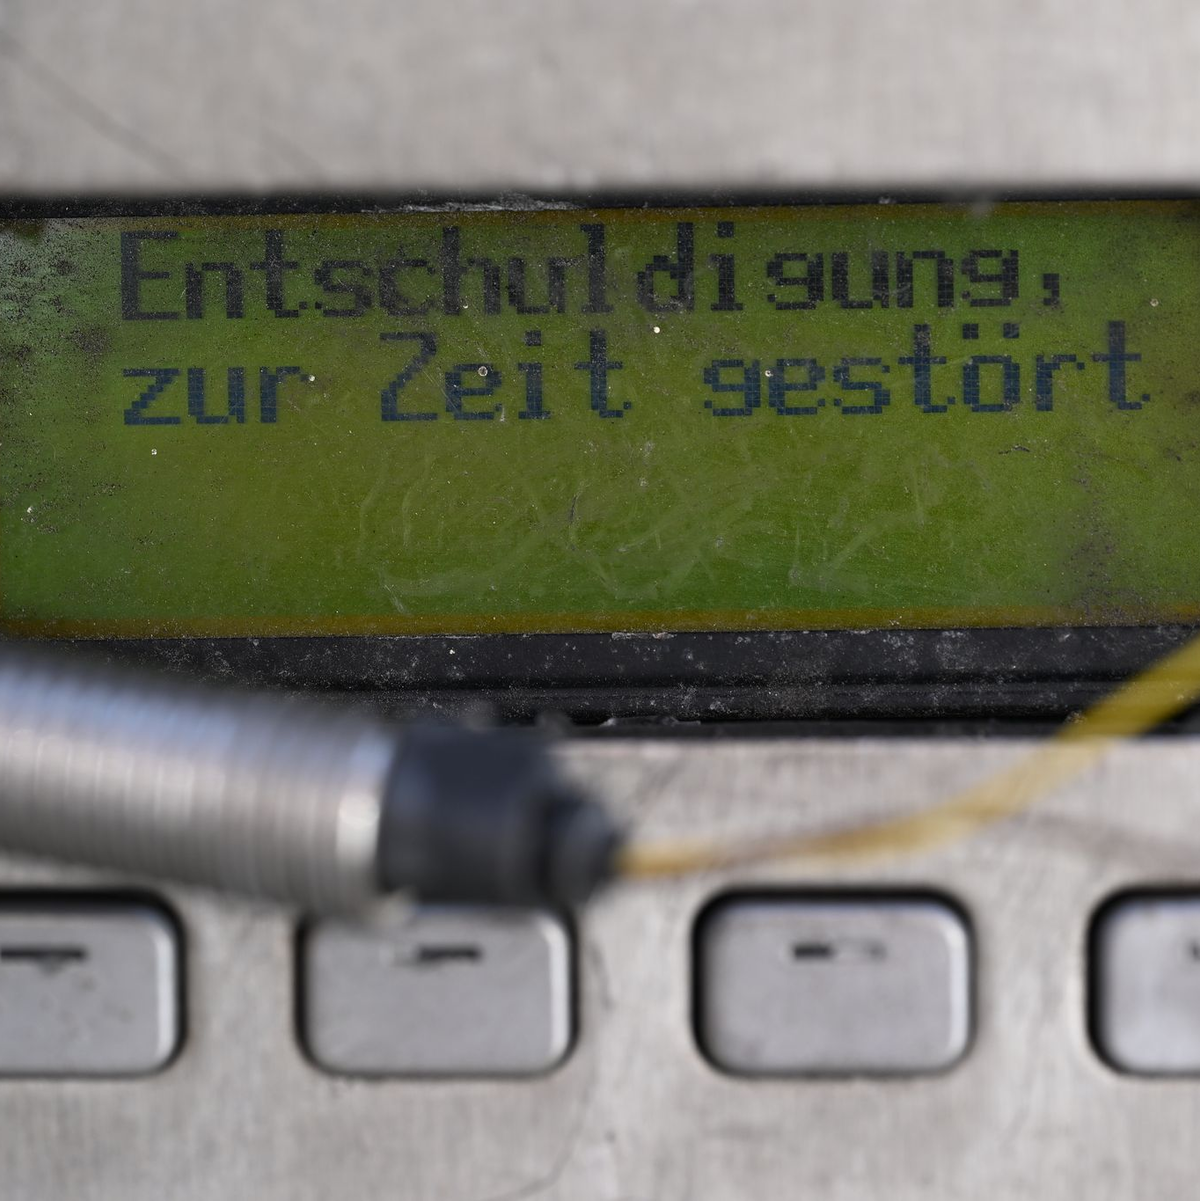 Entschuldigung,
zur Zeit gestört